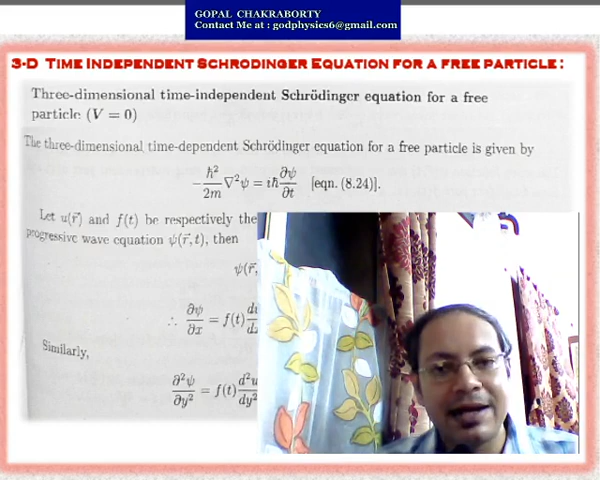 GOPAL CHAKRABORTY
Contact Me at : godphysics6@gmail.com
3-D TIME INDEPENDENT SCHRODINGER EQUATION FOR A FREE PARTICLE :
Three-dimensional time-independent Schrödinger equation for a free
particle (V = 0)
The three-dimensional time-dependent Schrödinger equation for a free particle is given by
−ℏ²/2m ∇²ψ = iℏ ∂ψ/∂t [eqn. (8.24)].
Let u(r⃗) and f(t) be respectively the
progressive wave equation ψ(r⃗, t), then
ψ(r⃗,
∴ ∂ψ/∂x = f(t)
Similarly,
∂²ψ/∂y² = f(t) d²u/dy²